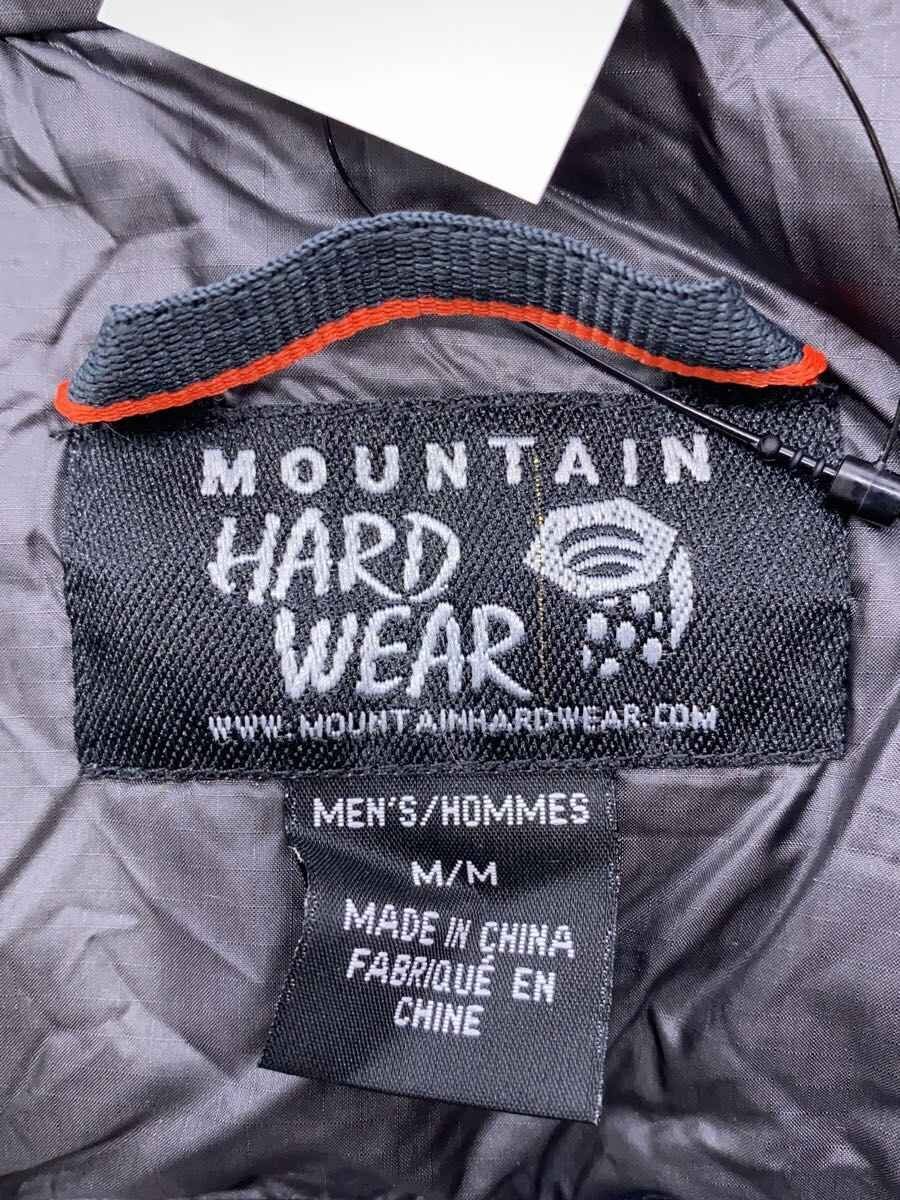 MOUNTAIN
HARD
WEAR
WWW.MOUNTAINHARDWEAR.COM
MEN'S/HOMMES
M/M
MADE IN CHINA
FABRIQUÉ EN
CHINE